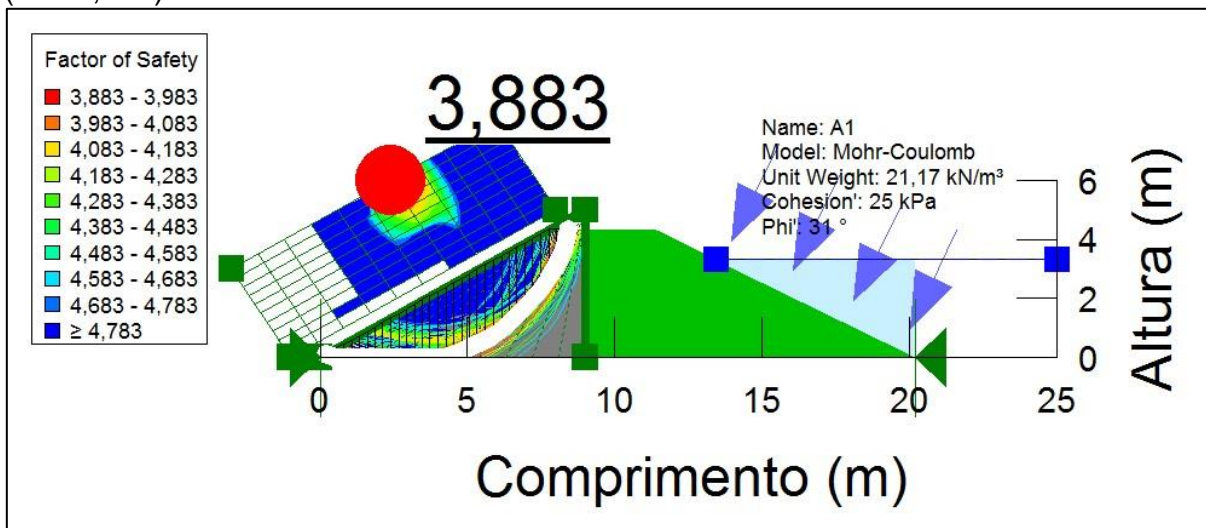 Factor of Safety
3,883 - 3,983
3,983 - 4,083
4,083 - 4,183
4,183 - 4,283
4,283 - 4,383
4,383 - 4,483
4,483 - 4,583
4,583 - 4,683
4,683 - 4,783
≥ 4,783
3,883
Name: A1
Model: Mohr-Coulomb
Unit Weight: 21,17 kN/m³
Cohesion': 25 kPa
Phi': 31 °
6
4
2
0
Altura (m)
0 5 10 15 20 25
Comprimento (m)